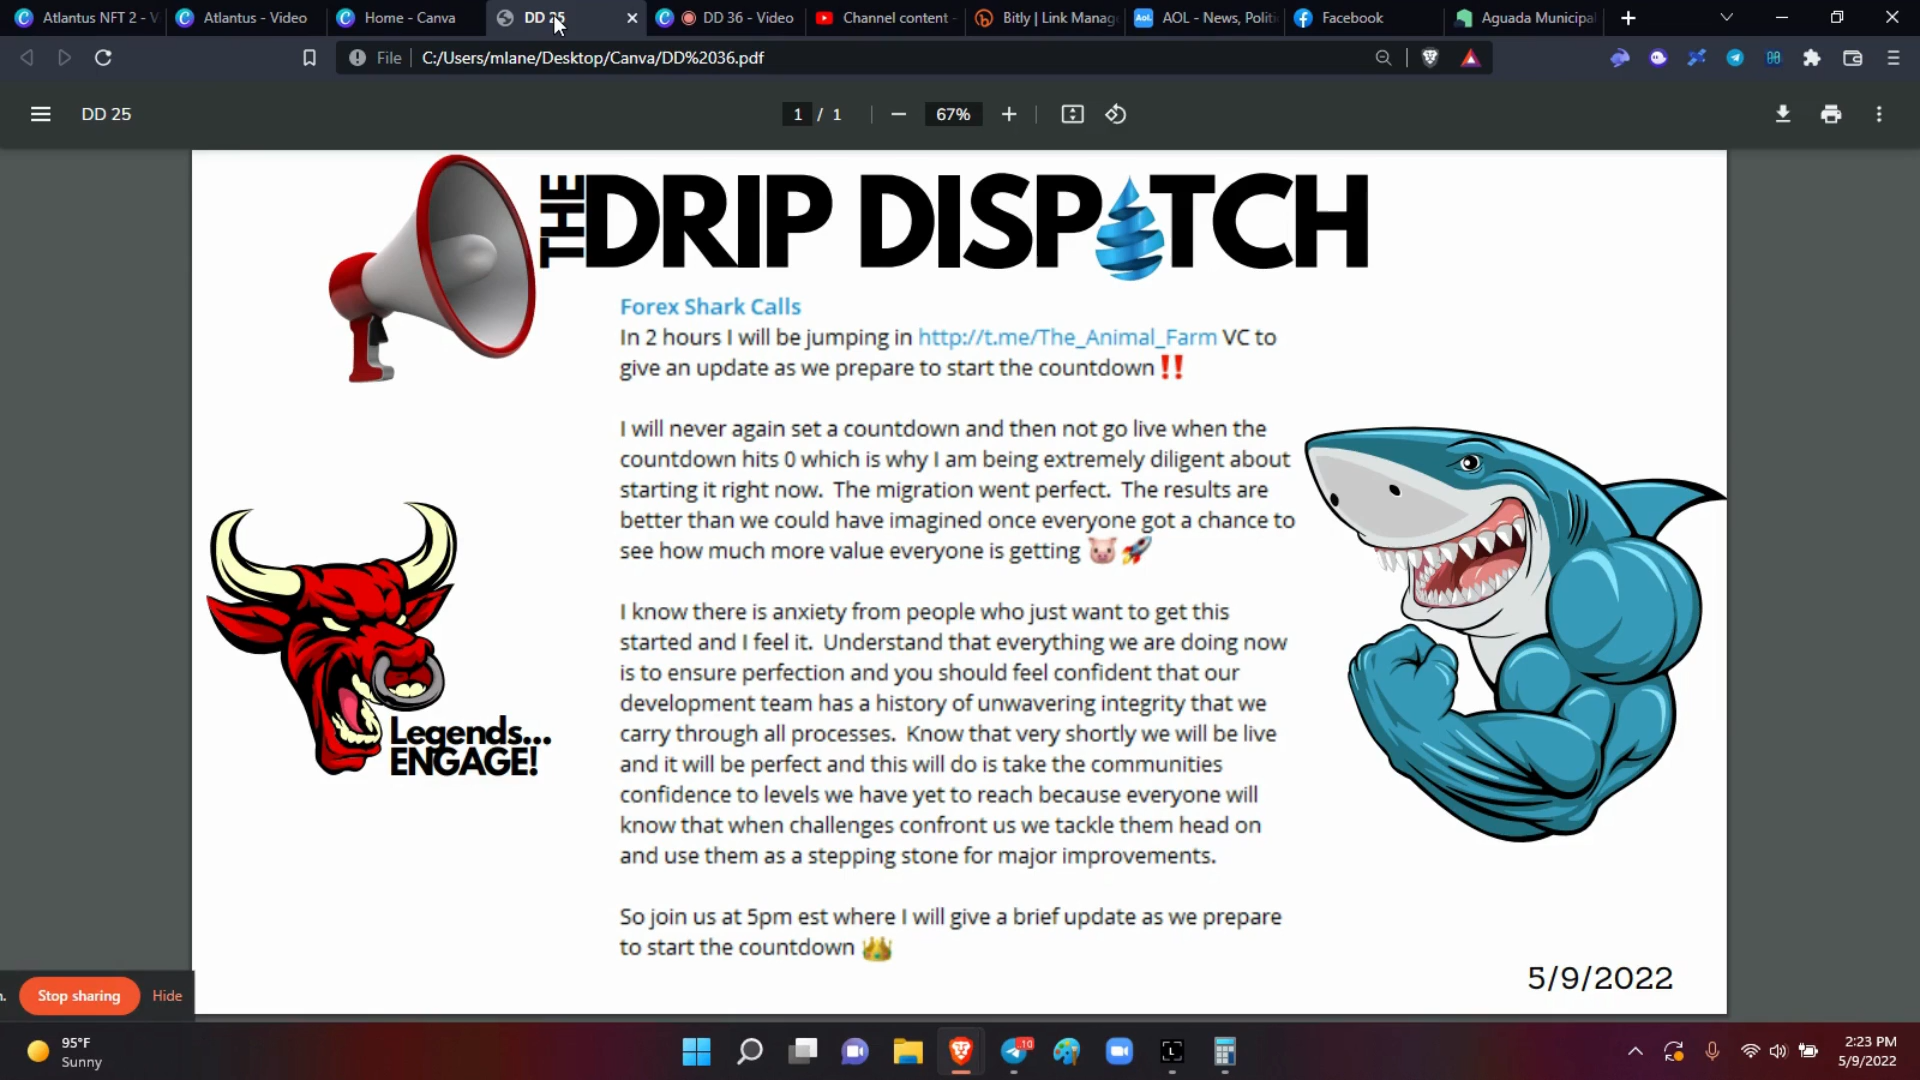 Atlantus NFT 2 - V
Atlantus - Video
Home - Canva
DD 25
DD 36 - Video
Channel content -
Bitly | Link Manag
AOL - News, Politi
Facebook
Aguada Municipa
File
C:/Users/mlane/Desktop/Canva/DD%2036.pdf
DD 25
1 / 1
67%
THE DRIP DISPATCH
Forex Shark Calls
In 2 hours I will be jumping in http://t.me/The_Animal_Farm VC to
give an update as we prepare to start the countdown ‼️
I will never again set a countdown and then not go live when the
countdown hits 0 which is why I am being extremely diligent about
starting it right now. The migration went perfect. The results are
better than we could have imagined once everyone got a chance to
see how much more value everyone is getting 🐷🚀
I know there is anxiety from people who just want to get this
started and I feel it. Understand that everything we are doing now
is to ensure perfection and you should feel confident that our
development team has a history of unwavering integrity that we
carry through all processes. Know that very shortly we will be live
and it will be perfect and this will do is take the communities
confidence to levels we have yet to reach because everyone will
know that when challenges confront us we tackle them head on
and use them as a stepping stone for major improvements.
So join us at 5pm est where I will give a brief update as we prepare
to start the countdown 👑
Legends...
ENGAGE!
5/9/2022
n.
Stop sharing
Hide
95°F
Sunny
10
L
2:23 PM
5/9/2022